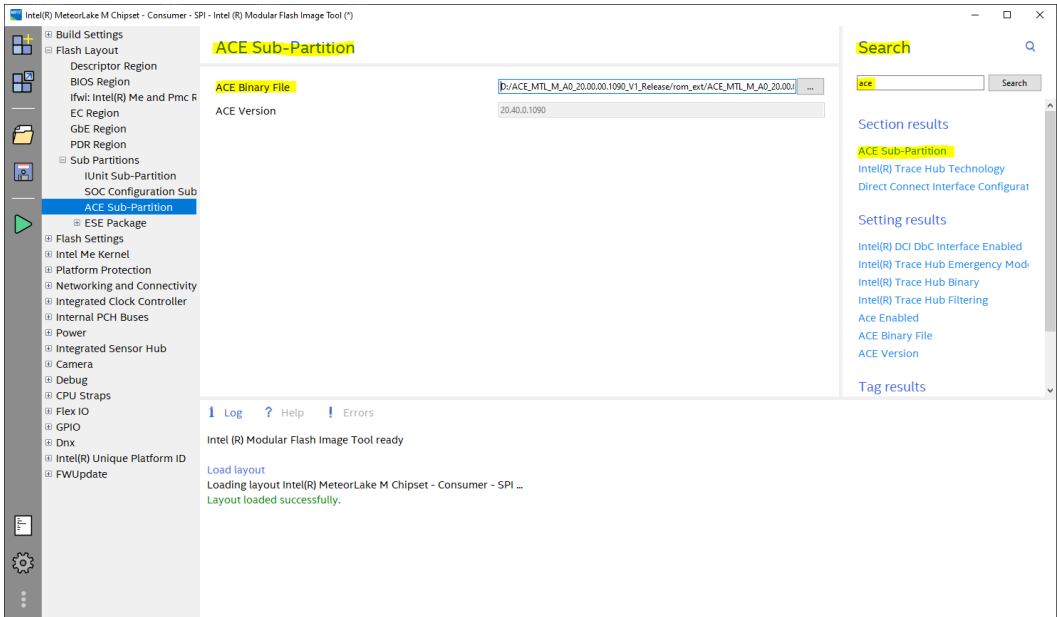 Intel(R) MeteorLake M Chipset - Consumer - SPI - Intel (R) Modular Flash Image Tool (*)
Build Settings
Flash Layout
Descriptor Region
BIOS Region
Ifwi: Intel(R) Me and Pmc R
EC Region
GbE Region
PDR Region
Sub Partitions
IUnit Sub-Partition
SOC Configuration Sub
ACE Sub-Partition
ESE Package
Flash Settings
Intel Me Kernel
Platform Protection
Networking and Connectivity
Integrated Clock Controller
Internal PCH Buses
Power
Integrated Sensor Hub
Camera
Debug
CPU Straps
Flex IO
GPIO
Dnx
Intel(R) Unique Platform ID
FWUpdate
ACE Sub-Partition
ACE Binary File
D:/ACE_MTL_M_A0_20.00.00.1090_V1_Release/rom_ext/ACE_MTL_M_A0_20.00.
...
ACE Version
20.40.0.1090
Search
ace
Search
Section results
ACE Sub-Partition
Intel(R) Trace Hub Technology
Direct Connect Interface Configurat
Setting results
Intel(R) DCI DbC Interface Enabled
Intel(R) Trace Hub Emergency Mod
Intel(R) Trace Hub Binary
Intel(R) Trace Hub Filtering
Ace Enabled
ACE Binary File
ACE Version
Tag results
Log
? Help
! Errors
Intel (R) Modular Flash Image Tool ready
Load layout
Loading layout Intel(R) MeteorLake M Chipset - Consumer - SPI ...
Layout loaded successfully.